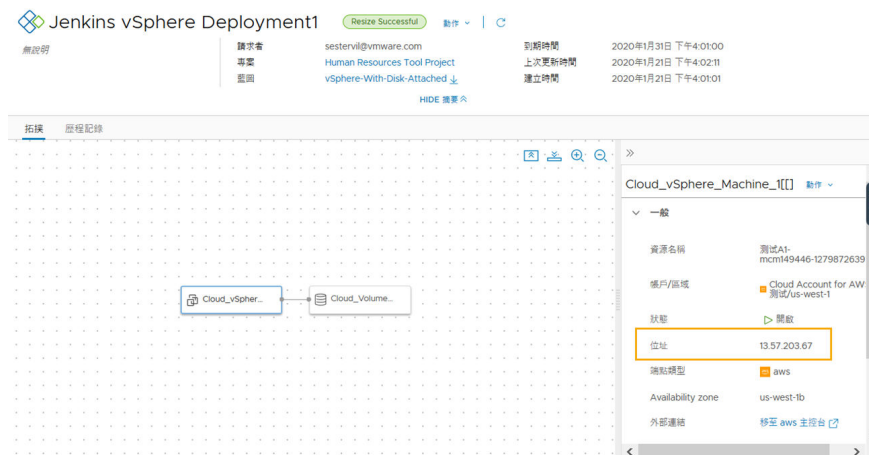 Jenkins vSphere Deployment1 Resize Successful 動作
無說明
請求者 sestervil@vmware.com 到期時間 2020年1月31日 下午4:01:00
專案 Human Resources Tool Project 上次更新時間 2020年1月21日 下午4:02:11
藍圖 vSphere-With-Disk-Attached 建立時間 2020年1月21日 下午4:01:01
HIDE 摘要
拓撲 歷程記錄
Cloud_vSphere_Machine_1[[] 動作
一般
資源名稱 测试A1-
mcm149446-1279872639
帳戶/區域 Cloud Account for AW
測試/us-west-1
Cloud_vSpher... Cloud_Volume...
狀態 開啟
位址 13.57.203.67
端點類型 aws
Availability zone us-west-1b
外部連結 移至 aws 主控台